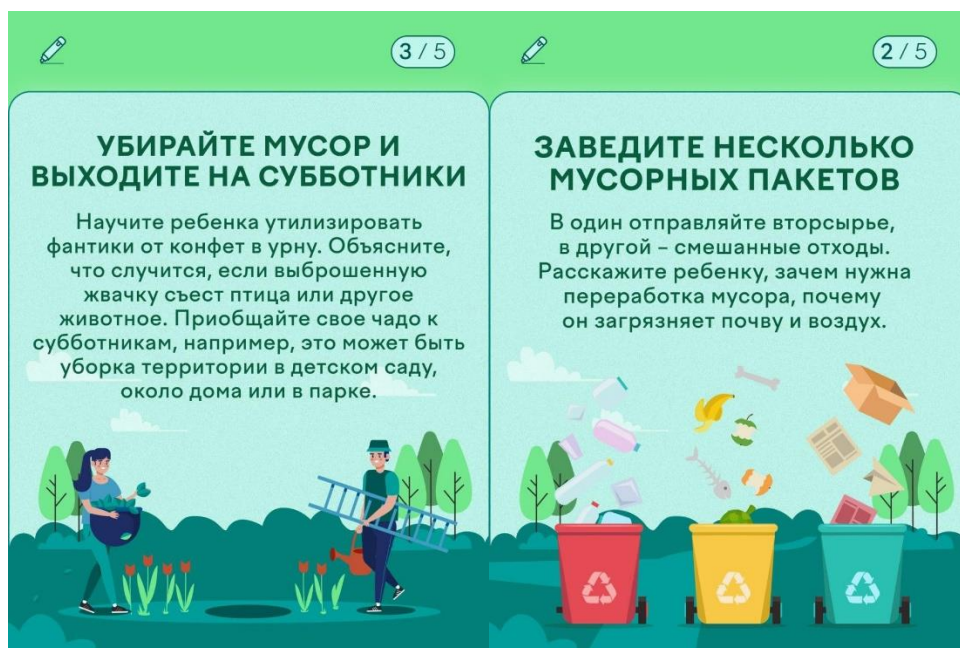 3 / 5
УБИРАЙТЕ МУСОР И
ВЫХОДИТЕ НА СУББОТНИКИ
Научите ребенка утилизировать
фантики от конфет в урну. Объясните,
что случится, если выброшенную
жвачку съест птица или другое
животное. Приобщайте свое чадо к
субботникам, например, это может быть
уборка территории в детском саду,
около дома или в парке.
2 / 5
ЗАВЕДИТЕ НЕСКОЛЬКО
МУСОРНЫХ ПАКЕТОВ
В один отправляйте вторсырье,
в другой – смешанные отходы.
Расскажите ребенку, зачем нужна
переработка мусора, почему
он загрязняет почву и воздух.